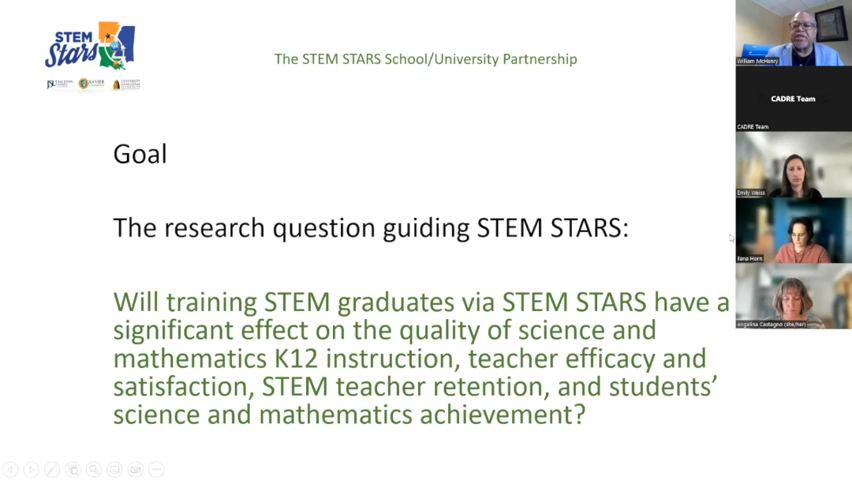 STEM
Stars
The STEM STARS School/University Partnership
Goal
The research question guiding STEM STARS:
Will training STEM graduates via STEM STARS have a
significant effect on the quality of science and
mathematics K12 instruction, teacher efficacy and
satisfaction, STEM teacher retention, and students’
science and mathematics achievement?
William McHenry
CADRE Team
CADRE Team
Emily Weiss
Ilana Horn
Angelina Castagno (she/her)